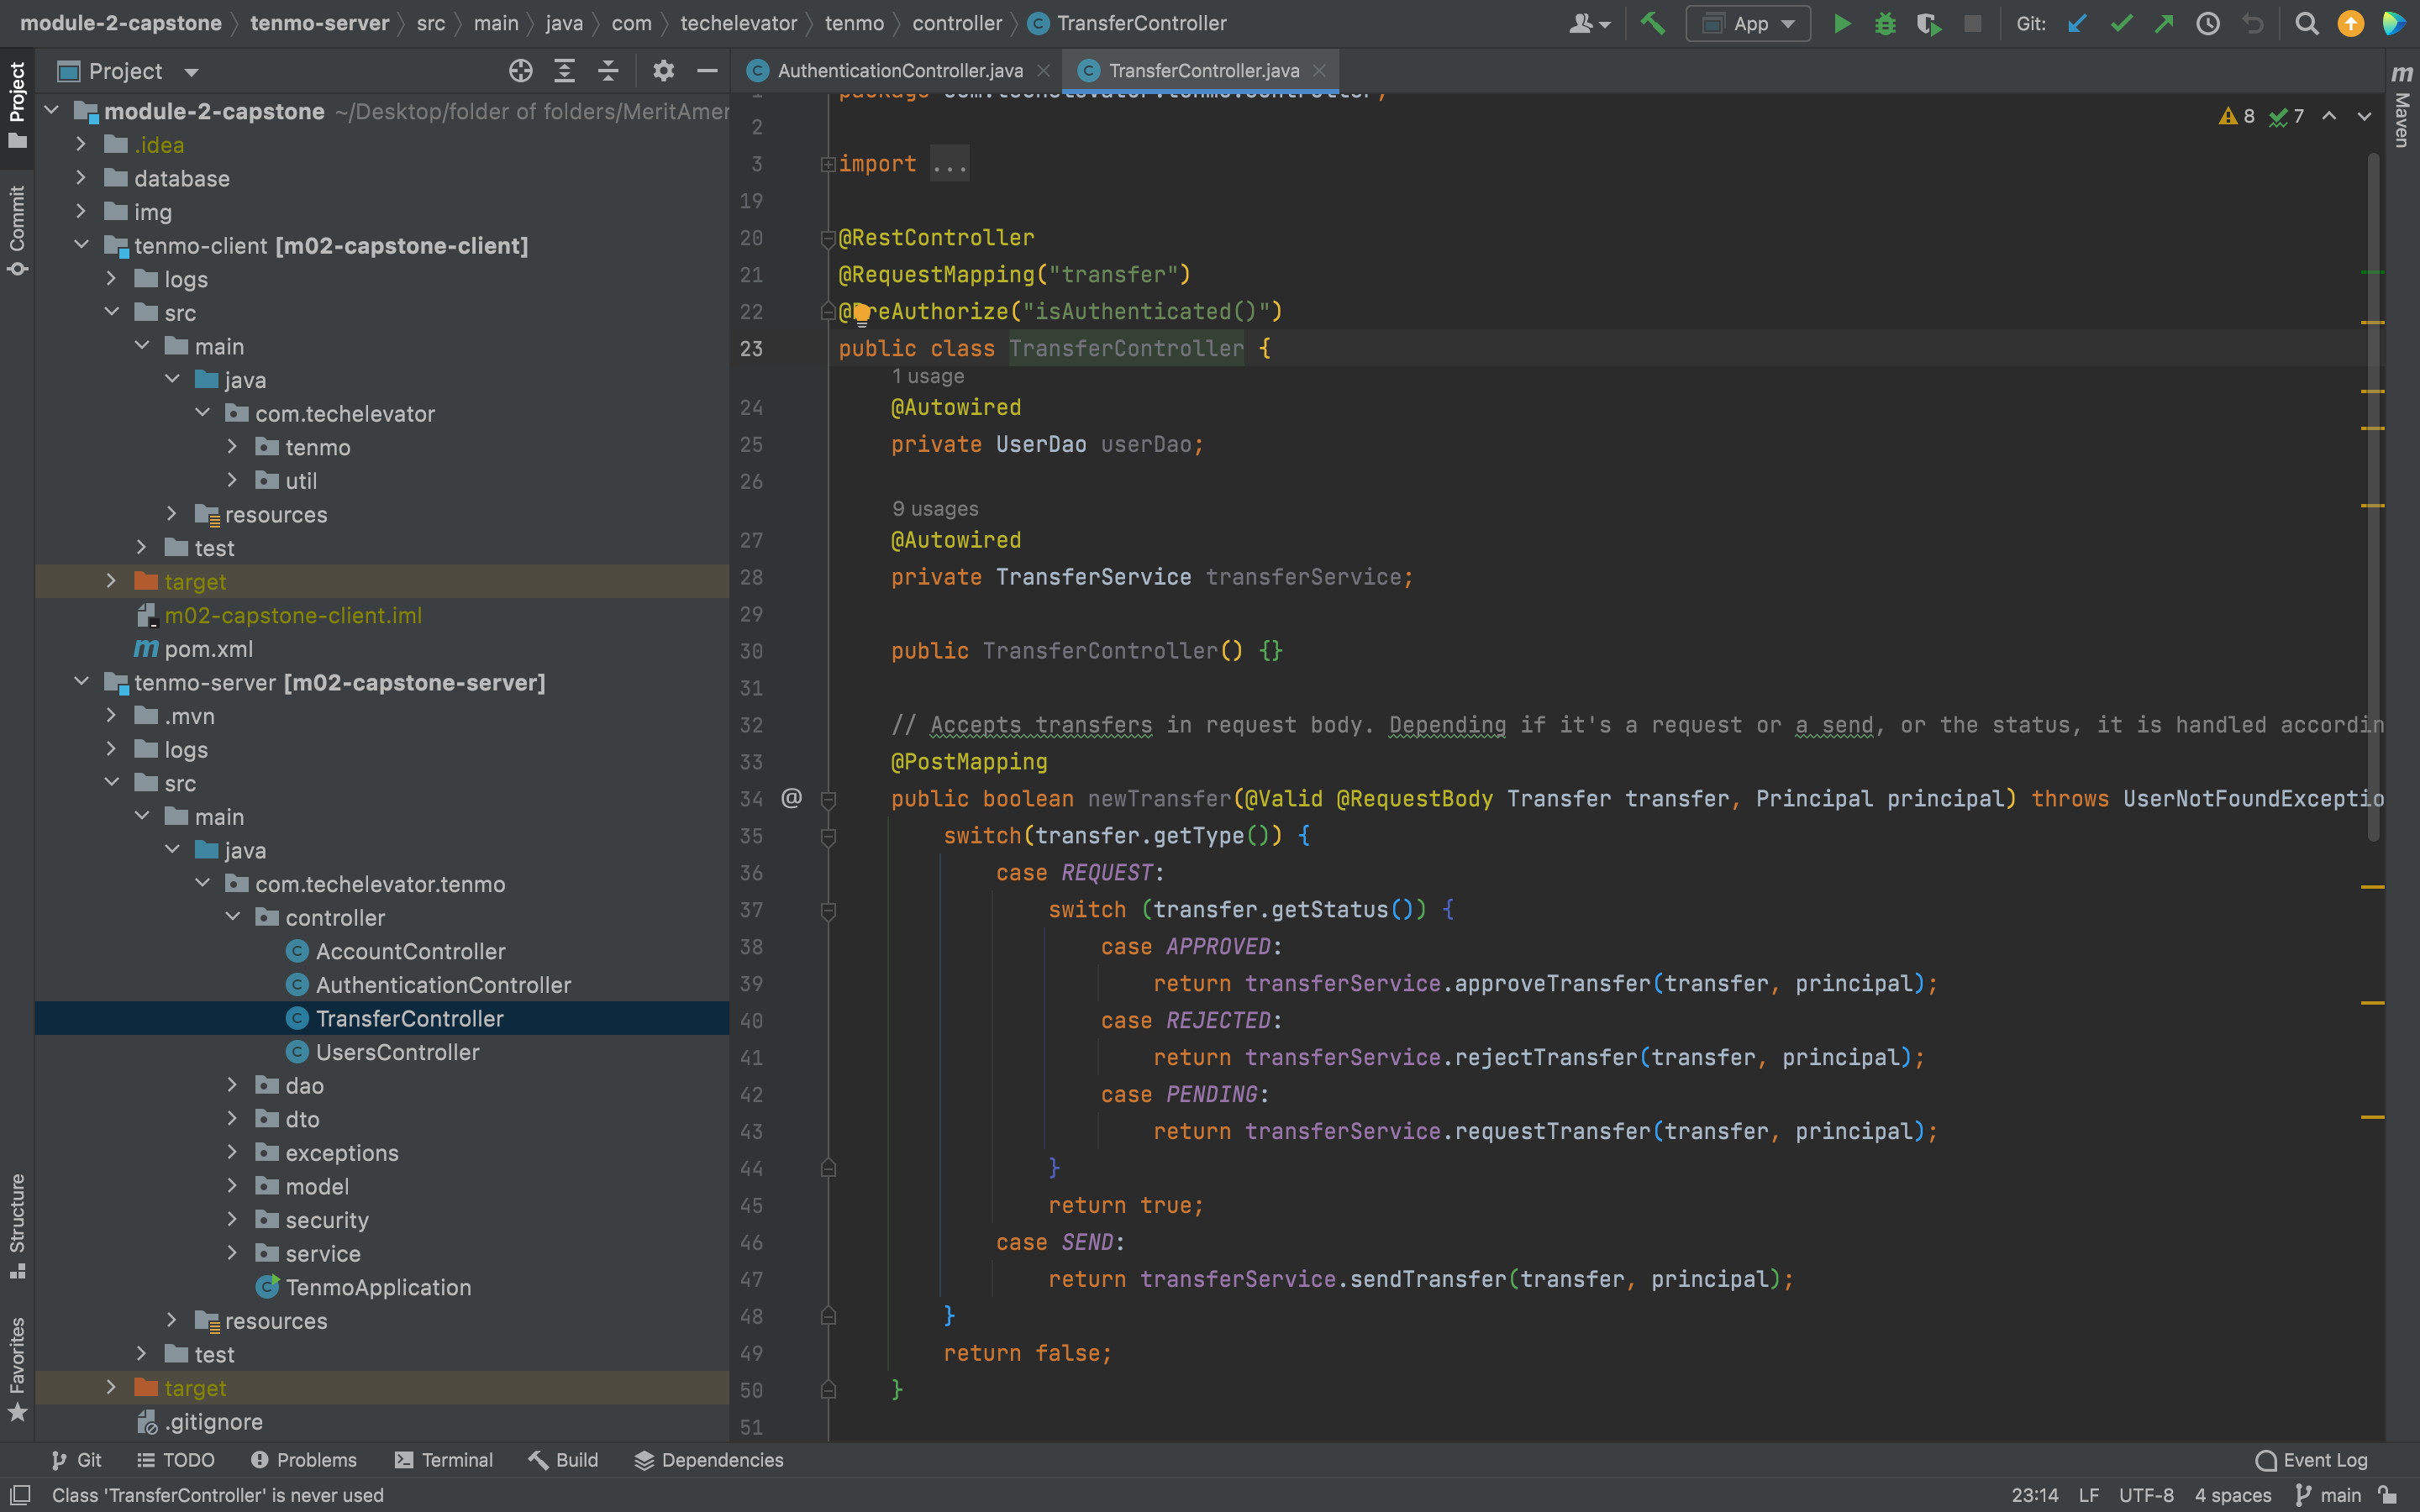 module-2-capstone tenmo-server src main java com techelevator tenmo controller TransferController
App Git:
Project
AuthenticationController.java TransferController.java
Project
Commit
Structure
Favorites
Maven
module-2-capstone ~/Desktop/folder of folders/MeritAmer
.idea
database
img
tenmo-client [m02-capstone-client]
logs
src
main
java
com.techelevator
tenmo
util
resources
test
target
m02-capstone-client.iml
pom.xml
tenmo-server [m02-capstone-server]
.mvn
logs
src
main
java
com.techelevator.tenmo
controller
AccountController
AuthenticationController
TransferController
UsersController
dao
dto
exceptions
model
security
service
TenmoApplication
resources
test
target
.gitignore
8 7
1 package com.techelevator.tenmo.controller;
2
3 import ...
19
20 @RestController
21 @RequestMapping("transfer")
22 @PreAuthorize("isAuthenticated()")
23 public class TransferController {
1 usage
24 @Autowired
25 private UserDao userDao;
26
9 usages
27 @Autowired
28 private TransferService transferService;
29
30 public TransferController() {}
31
32 // Accepts transfers in request body. Depending if it's a request or a send, or the status, it is handled accordin
33 @PostMapping
34 @ public boolean newTransfer(@Valid @RequestBody Transfer transfer, Principal principal) throws UserNotFoundExceptio
35 switch(transfer.getType()) {
36 case REQUEST:
37 switch (transfer.getStatus()) {
38 case APPROVED:
39 return transferService.approveTransfer(transfer, principal);
40 case REJECTED:
41 return transferService.rejectTransfer(transfer, principal);
42 case PENDING:
43 return transferService.requestTransfer(transfer, principal);
44 }
45 return true;
46 case SEND:
47 return transferService.sendTransfer(transfer, principal);
48 }
49 return false;
50 }
51
Git TODO Problems Terminal Build Dependencies Event Log
Class 'TransferController' is never used 23:14 LF UTF-8 4 spaces main